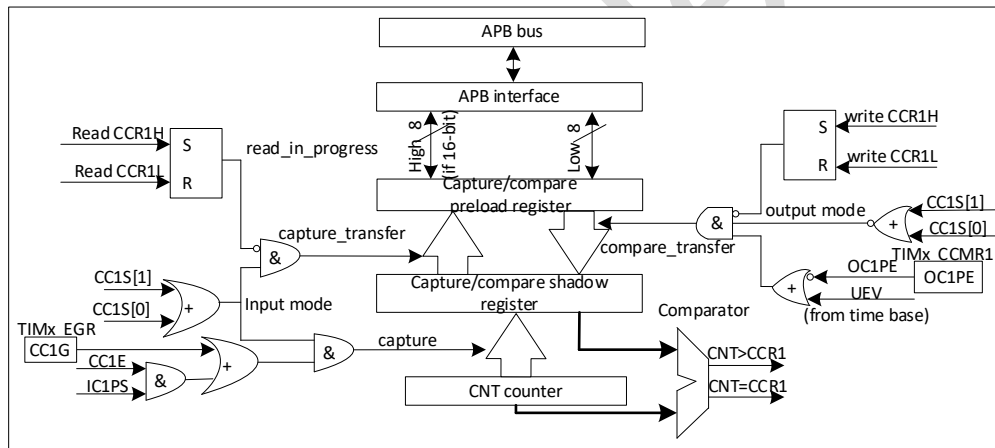 APB bus
APB interface
Read CCR1H
Read CCR1L
S
R
read_in_progress
High 8
(if 16-bit)
Low 8
write CCR1H
write CCR1L
S
R
Capture/compare
preload register
capture_transfer
compare_transfer
&
&
output mode
+
CC1S[1]
CC1S[0]
TIMx_CCMR1
OC1PE
OC1PE
UEV
(from time base)
+
CC1S[1]
CC1S[0]
+
Input mode
Capture/compare shadow
register
Comparator
TIMx_EGR
CC1G
CC1E
IC1PS
&
+
&
capture
CNT counter
CNT>CCR1
CNT=CCR1